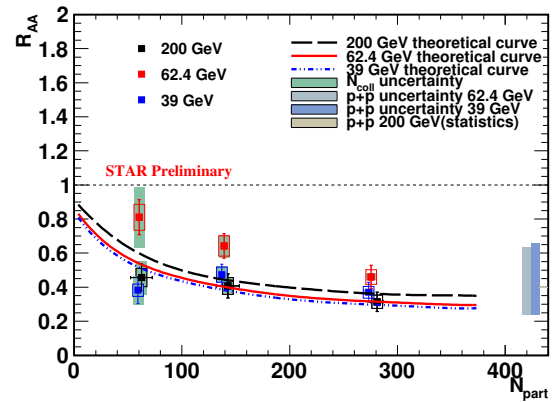 R_AA
2
1.8
1.6
1.4
1.2
1
0.8
0.6
0.4
0.2
0
200 GeV
62.4 GeV
39 GeV
200 GeV theoretical curve
62.4 GeV theoretical curve
39 GeV theoretical curve
N_coll uncertainty
p+p uncertainty 62.4 GeV
p+p uncertainty 39 GeV
p+p 200 GeV(statistics)
STAR Preliminary
0 100 200 300 400
N_part